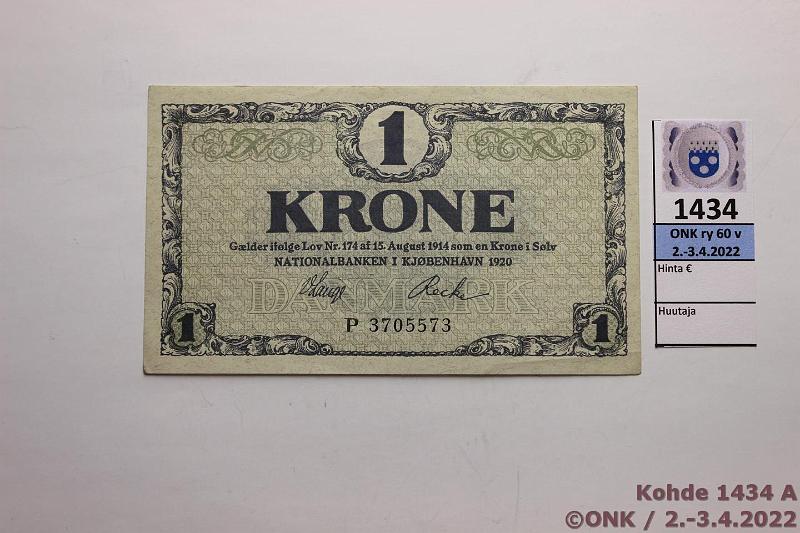 1
KRONE
Gælder ifølge Lov Nr. 174 af 15. August 1914 som en Krone i Sølv
NATIONALBANKEN I KJØBENHAVN 1920
DANMARK
V. Lange Recke
P 3705573
1 1
1434
ONK ry 60 v
2.-3.4.2022
Hinta €
Huutaja
Kohde 1434 A
©ONK / 2.-3.4.2022